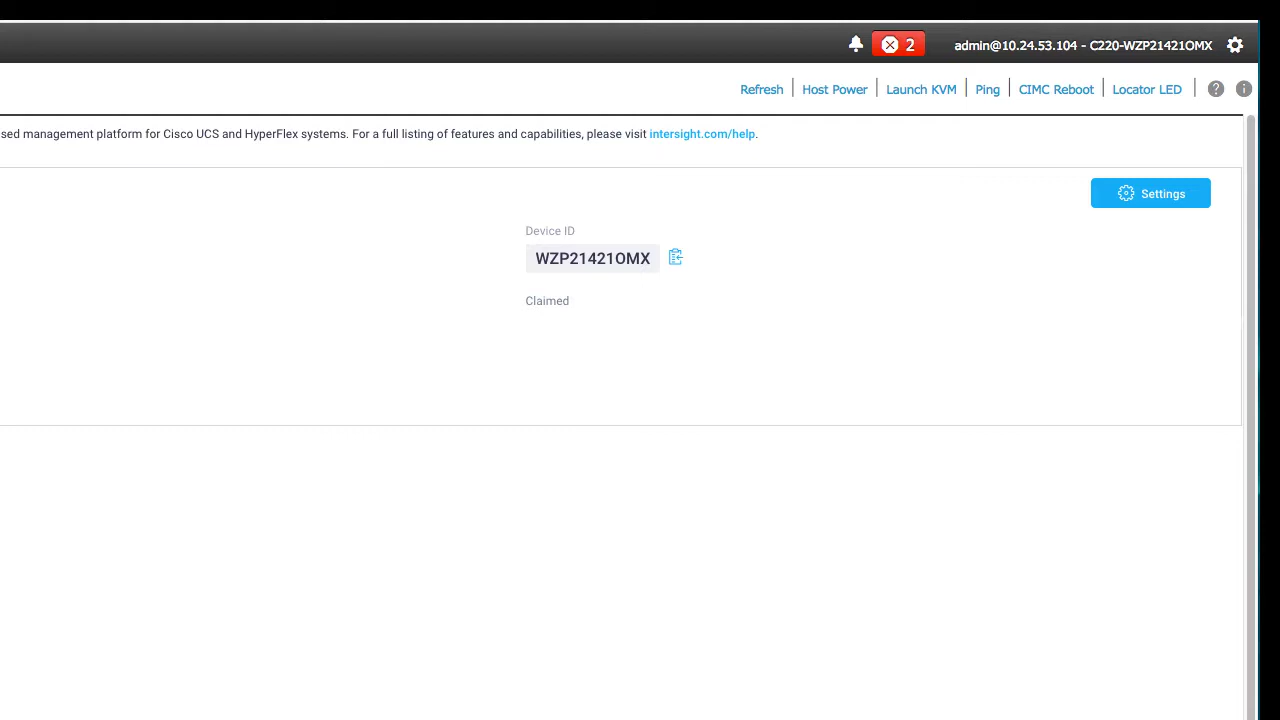 2 admin@10.24.53.104 - C220-WZP21421OMX
Refresh Host Power Launch KVM Ping CIMC Reboot Locator LED ? i
sed management platform for Cisco UCS and HyperFlex systems. For a full listing of features and capabilities, please visit intersight.com/help.
Settings
Device ID
WZP21421OMX
Claimed